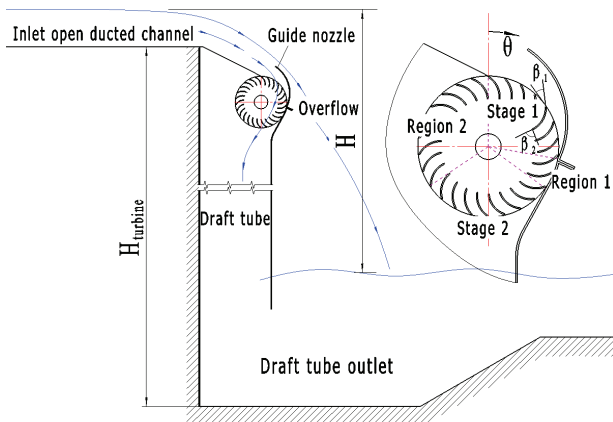 Inlet open ducted channel
Guide nozzle
Overflow
H
Draft tube
H turbine
Draft tube outlet
θ
β1
Stage 1
Region 2
β2
Region 1
Stage 2